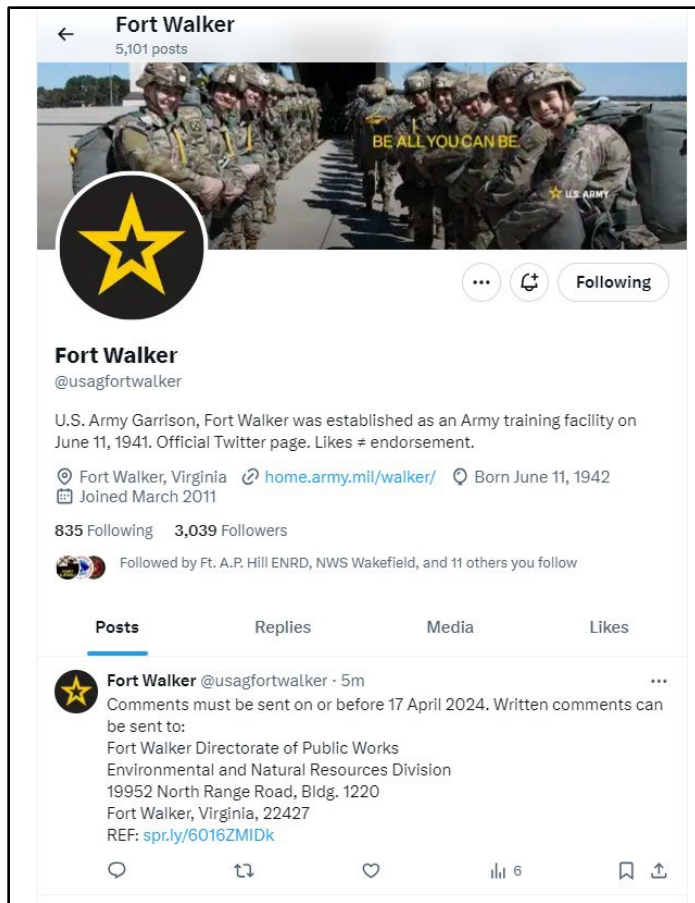 Fort Walker
5,101 posts
BE ALL YOU CAN BE.
U.S. ARMY
Following
Fort Walker
@usagfortwalker
U.S. Army Garrison, Fort Walker was established as an Army training facility on
June 11, 1941. Official Twitter page. Likes ≠ endorsement.
Fort Walker, Virginia home.army.mil/walker/ Born June 11, 1942
Joined March 2011
835 Following 3,039 Followers
Followed by Ft. A.P. Hill ENRD, NWS Wakefield, and 11 others you follow
Posts Replies Media Likes
Fort Walker @usagfortwalker · 5m
Comments must be sent on or before 17 April 2024. Written comments can
be sent to:
Fort Walker Directorate of Public Works
Environmental and Natural Resources Division
19952 North Range Road, Bldg. 1220
Fort Walker, Virginia, 22427
REF: spr.ly/6016ZMIDk
6